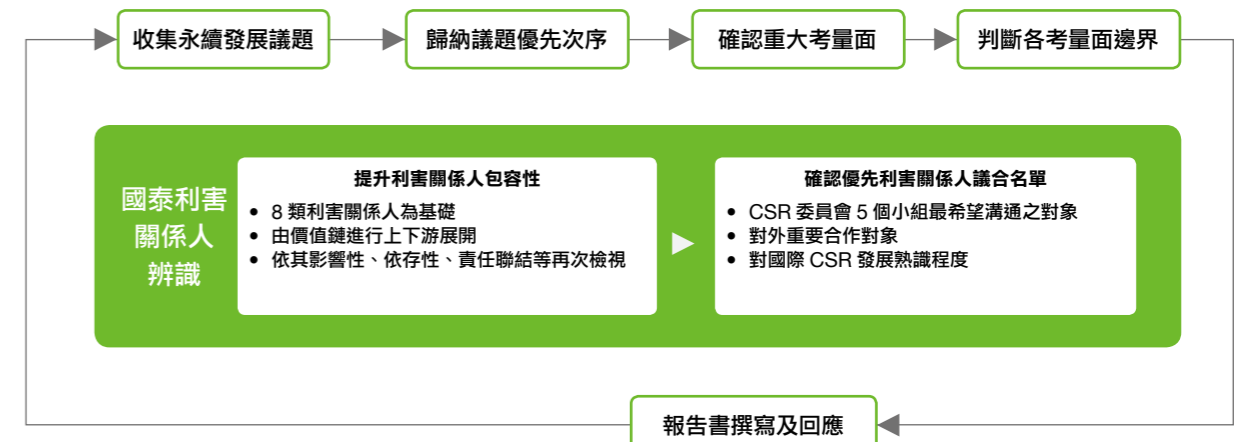 收集永續發展議題
歸納議題優先次序
確認重大考量面
判斷各考量面邊界
國泰利害
關係人
辨識
提升利害關係人包容性
• 8 類利害關係人為基礎
• 由價值鏈進行上下游展開
• 依其影響性、依存性、責任聯結等再次檢視
確認優先利害關係人議合名單
• CSR 委員會 5 個小組最希望溝通之對象
• 對外重要合作對象
• 對國際 CSR 發展熟識程度
報告書撰寫及回應